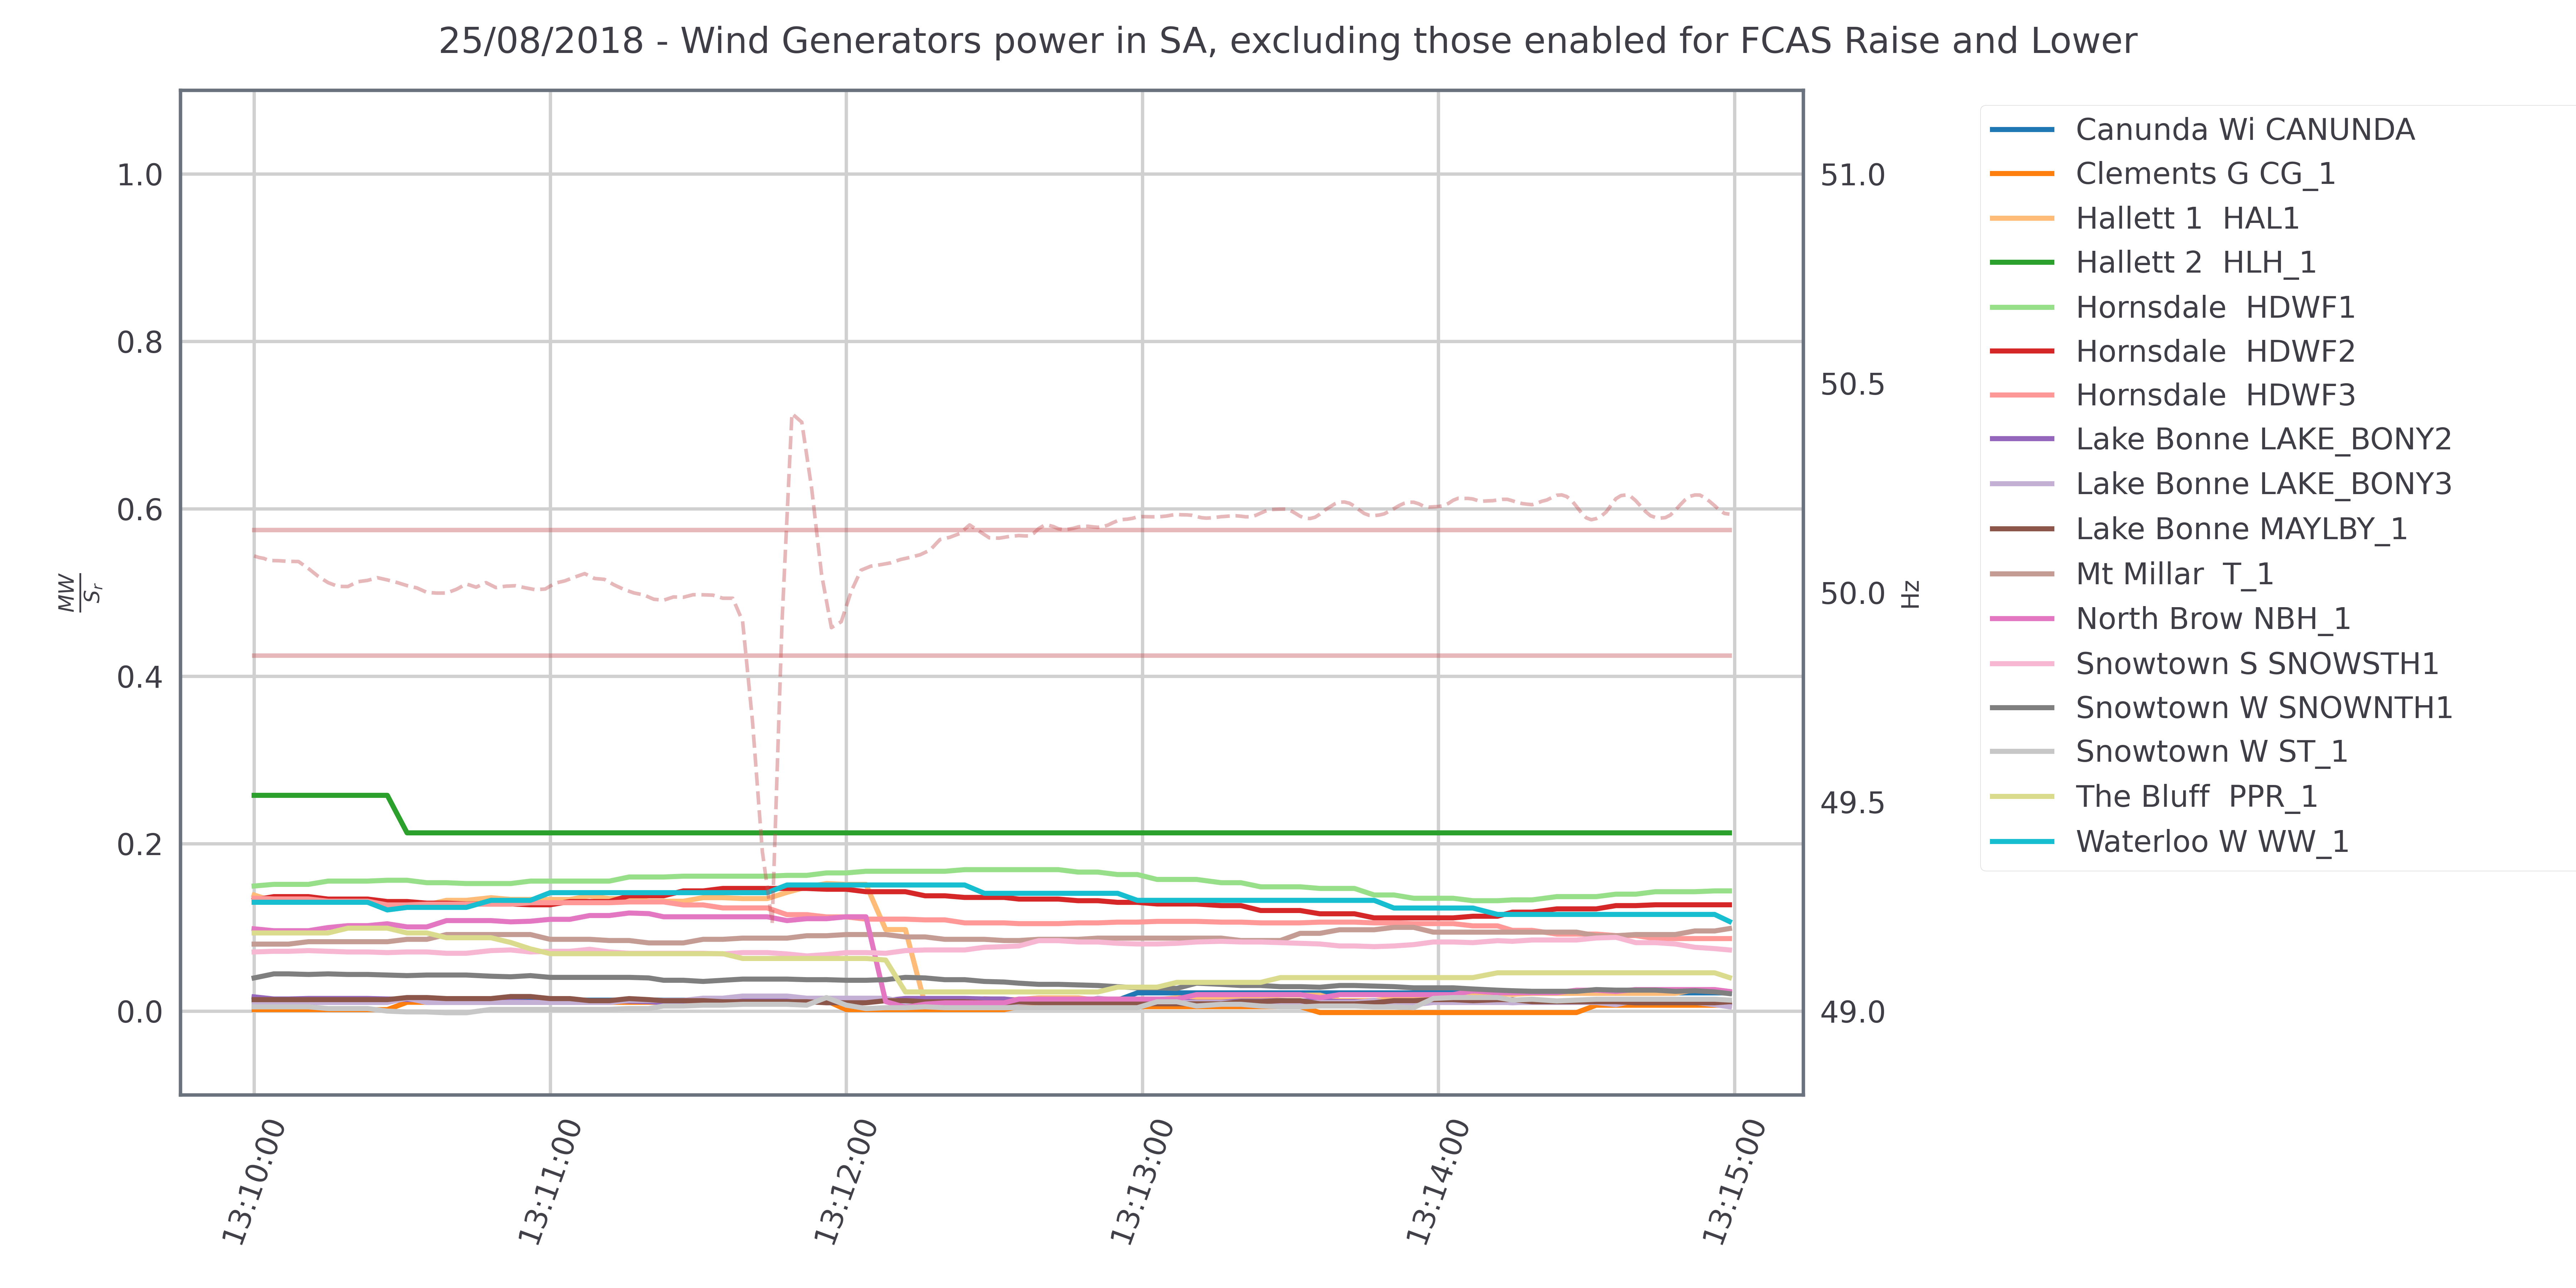 25/08/2018 - Wind Generators power in SA, excluding those enabled for FCAS Raise and Lower
1.0
0.8
0.6
0.4
0.2
0.0
MW
S_r
51.0
50.5
50.0
49.5
49.0
Hz
13:10:00
13:11:00
13:12:00
13:13:00
13:14:00
13:15:00
Canunda Wi CANUNDA
Clements G CG_1
Hallett 1  HAL1
Hallett 2  HLH_1
Hornsdale  HDWF1
Hornsdale  HDWF2
Hornsdale  HDWF3
Lake Bonne LAKE_BONY2
Lake Bonne LAKE_BONY3
Lake Bonne MAYLBY_1
Mt Millar  T_1
North Brow NBH_1
Snowtown S SNOWSTH1
Snowtown W SNOWNTH1
Snowtown W ST_1
The Bluff  PPR_1
Waterloo W WW_1